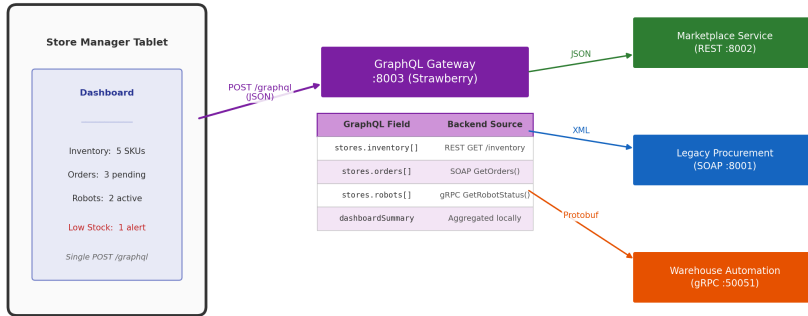 Store Manager Tablet
Dashboard
Inventory:  5 SKUs
Orders:  3 pending
Robots:  2 active
Low Stock:  1 alert
Single POST /graphql
POST /graphql
(JSON)
GraphQL Gateway
:8003 (Strawberry)
GraphQL Field Backend Source
stores.inventory[] REST GET /inventory
stores.orders[] SOAP GetOrders()
stores.robots[] gRPC GetRobotStatus()
dashboardSummary Aggregated locally
JSON
XML
Protobuf
Marketplace Service
(REST :8002)
Legacy Procurement
(SOAP :8001)
Warehouse Automation
(gRPC :50051)